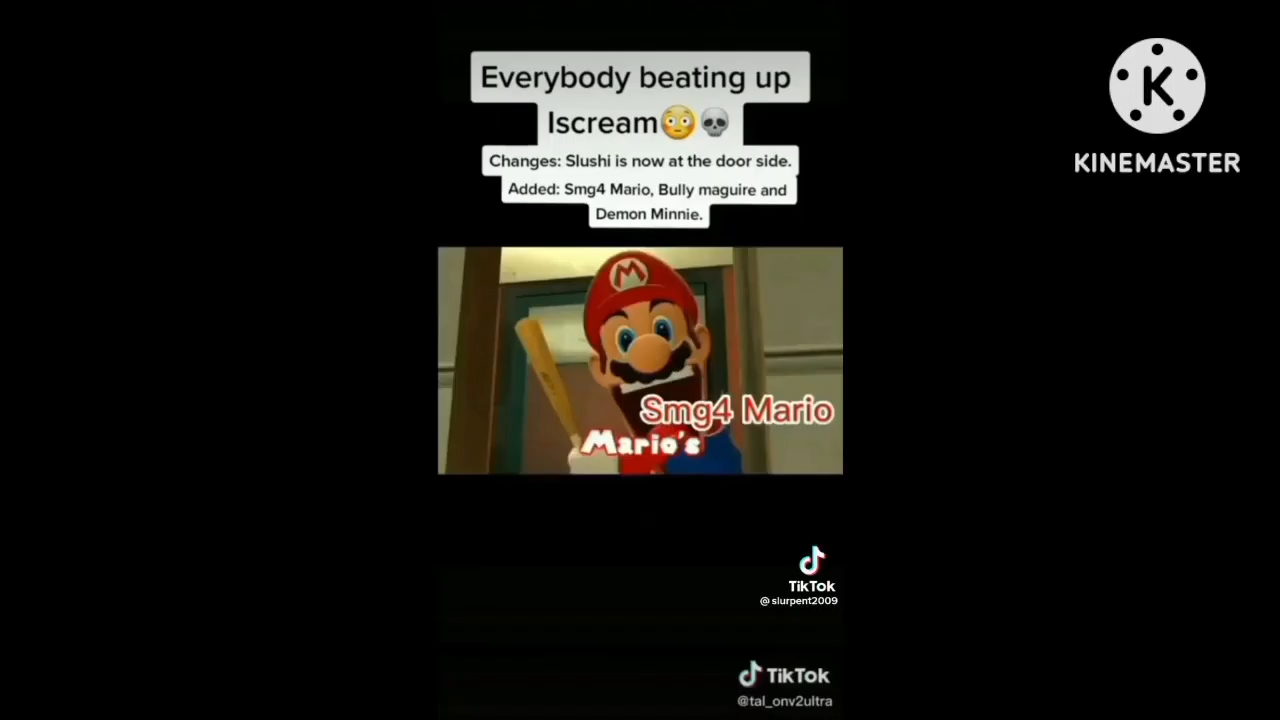 Everybody beating up
Iscream😳💀
Changes: Slushi is now at the door side.
Added: Smg4 Mario, Bully maguire and
Demon Minnie.
K
KINEMASTER
M
Smg4 Mario
Mario's
TikTok
@slurpent2009
TikTok
@tal_onv2ultra